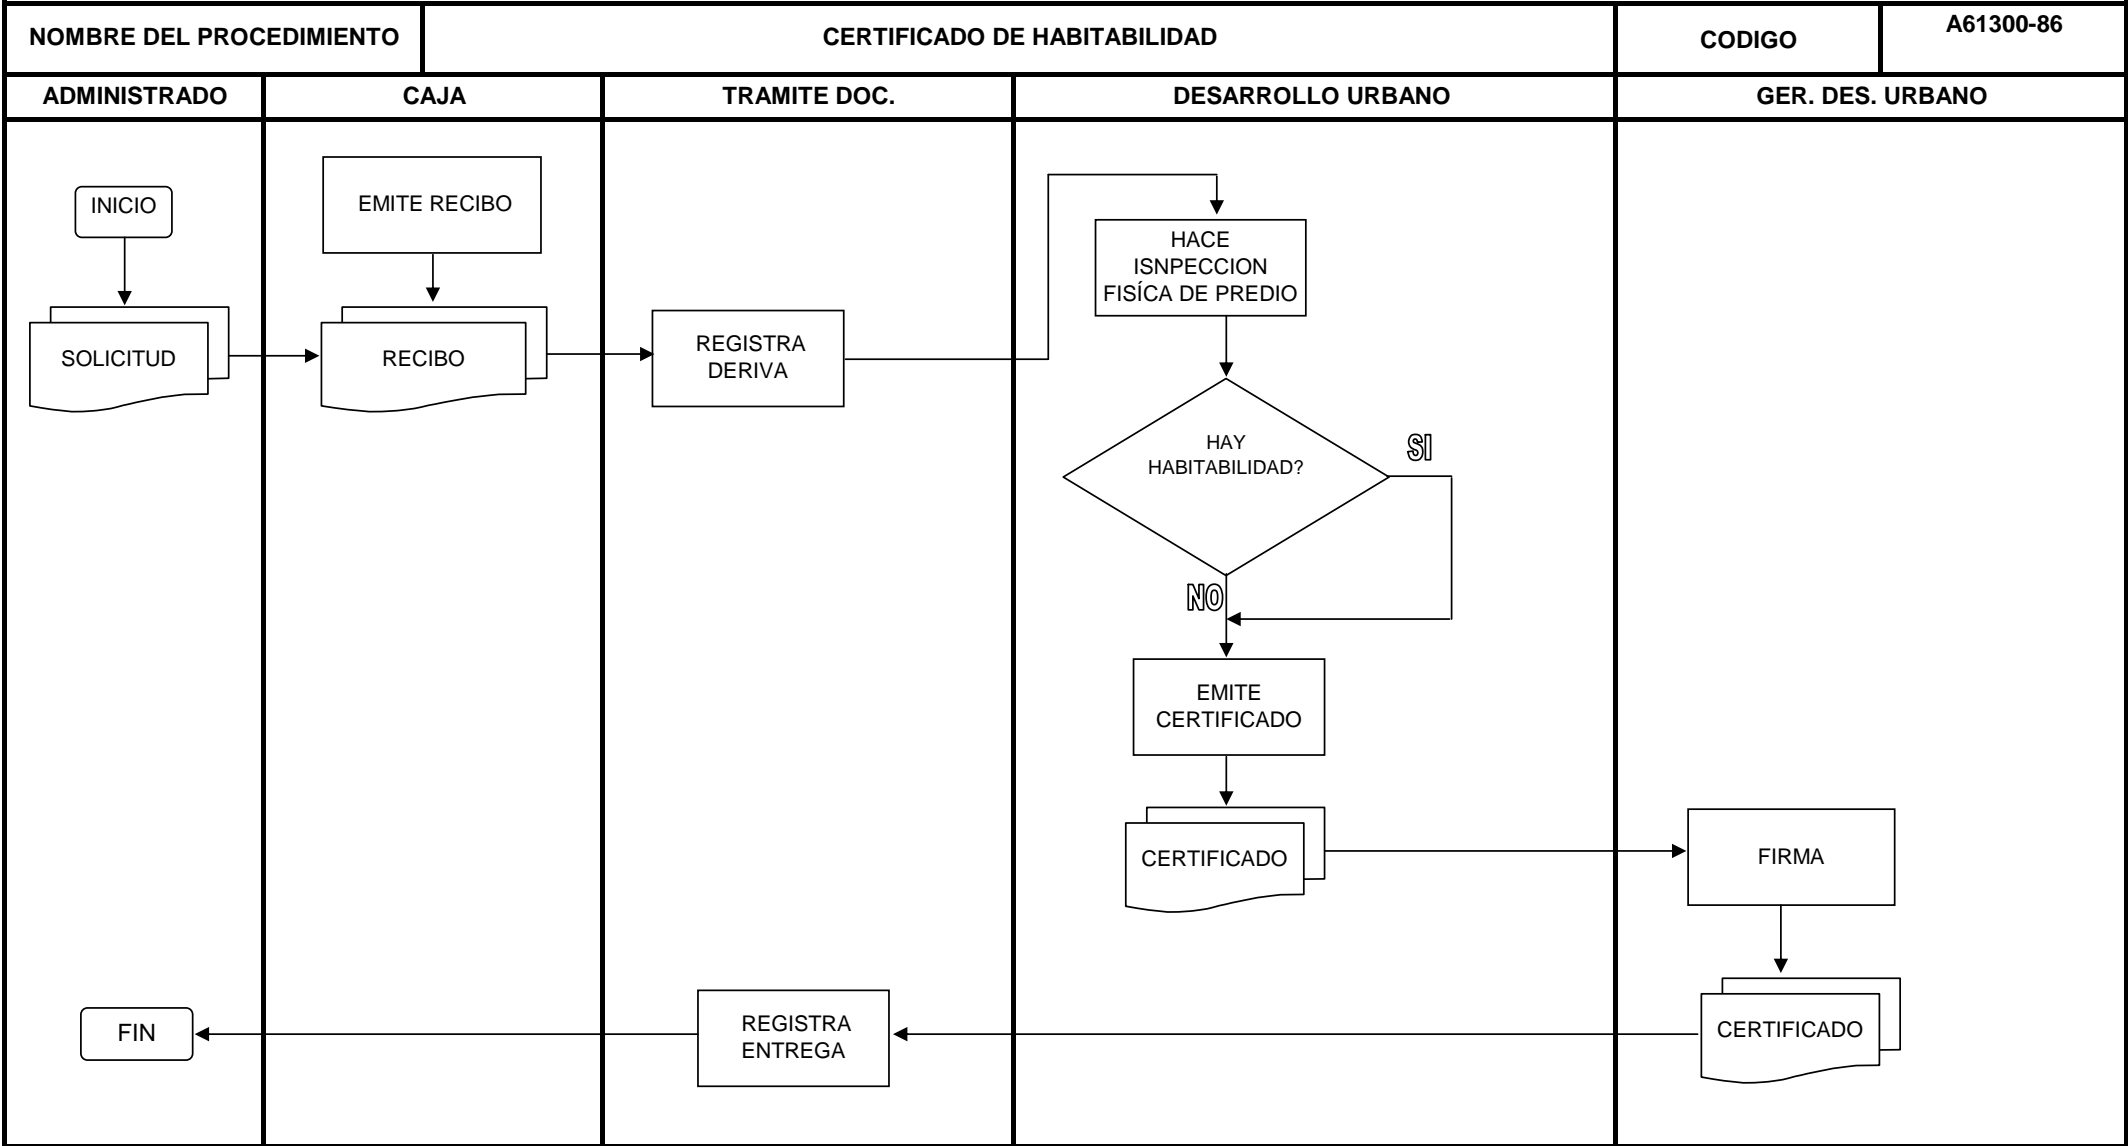 NOMBRE DEL PROCEDIMIENTO
CERTIFICADO DE HABITABILIDAD
CODIGO
A61300-86
ADMINISTRADO
CAJA
TRAMITE DOC.
DESARROLLO URBANO
GER. DES. URBANO
INICIO
SOLICITUD
EMITE RECIBO
RECIBO
REGISTRA
DERIVA
HACE
ISNPECCION
FISÍCA DE PREDIO
HAY
HABITABILIDAD?
SI
NO
EMITE
CERTIFICADO
CERTIFICADO
FIRMA
CERTIFICADO
REGISTRA
ENTREGA
FIN